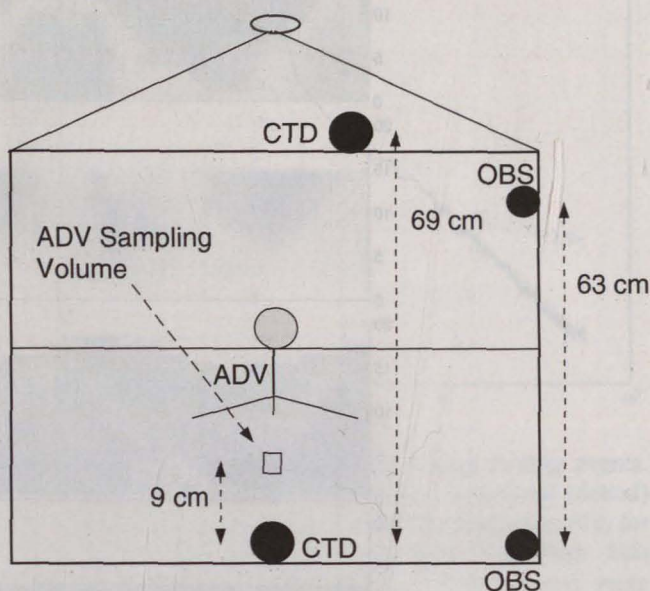 CTD
OBS
69 cm
ADV Sampling
Volume
63 cm
ADV
9 cm
CTD
OBS